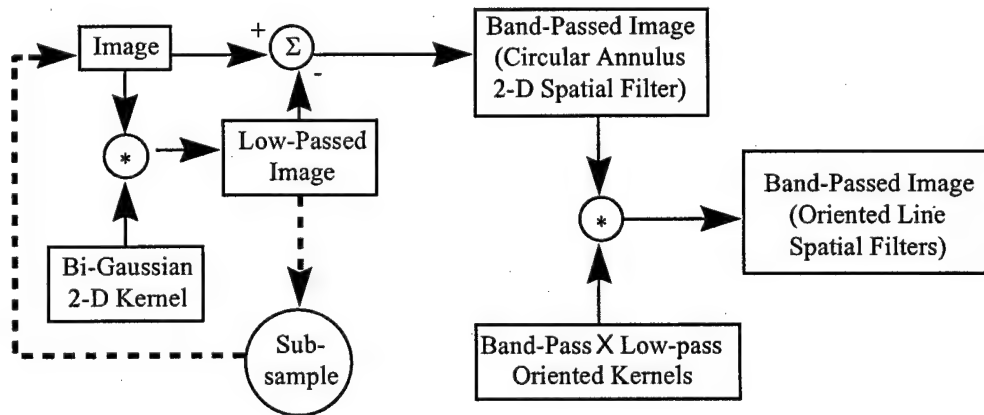 Image
+
Σ
-
Band-Passed Image
(Circular Annulus
2-D Spatial Filter)
*
Low-Passed
Image
Bi-Gaussian
2-D Kernel
Sub-
sample
*
Band-Passed Image
(Oriented Line
Spatial Filters)
Band-Pass X Low-pass
Oriented Kernels